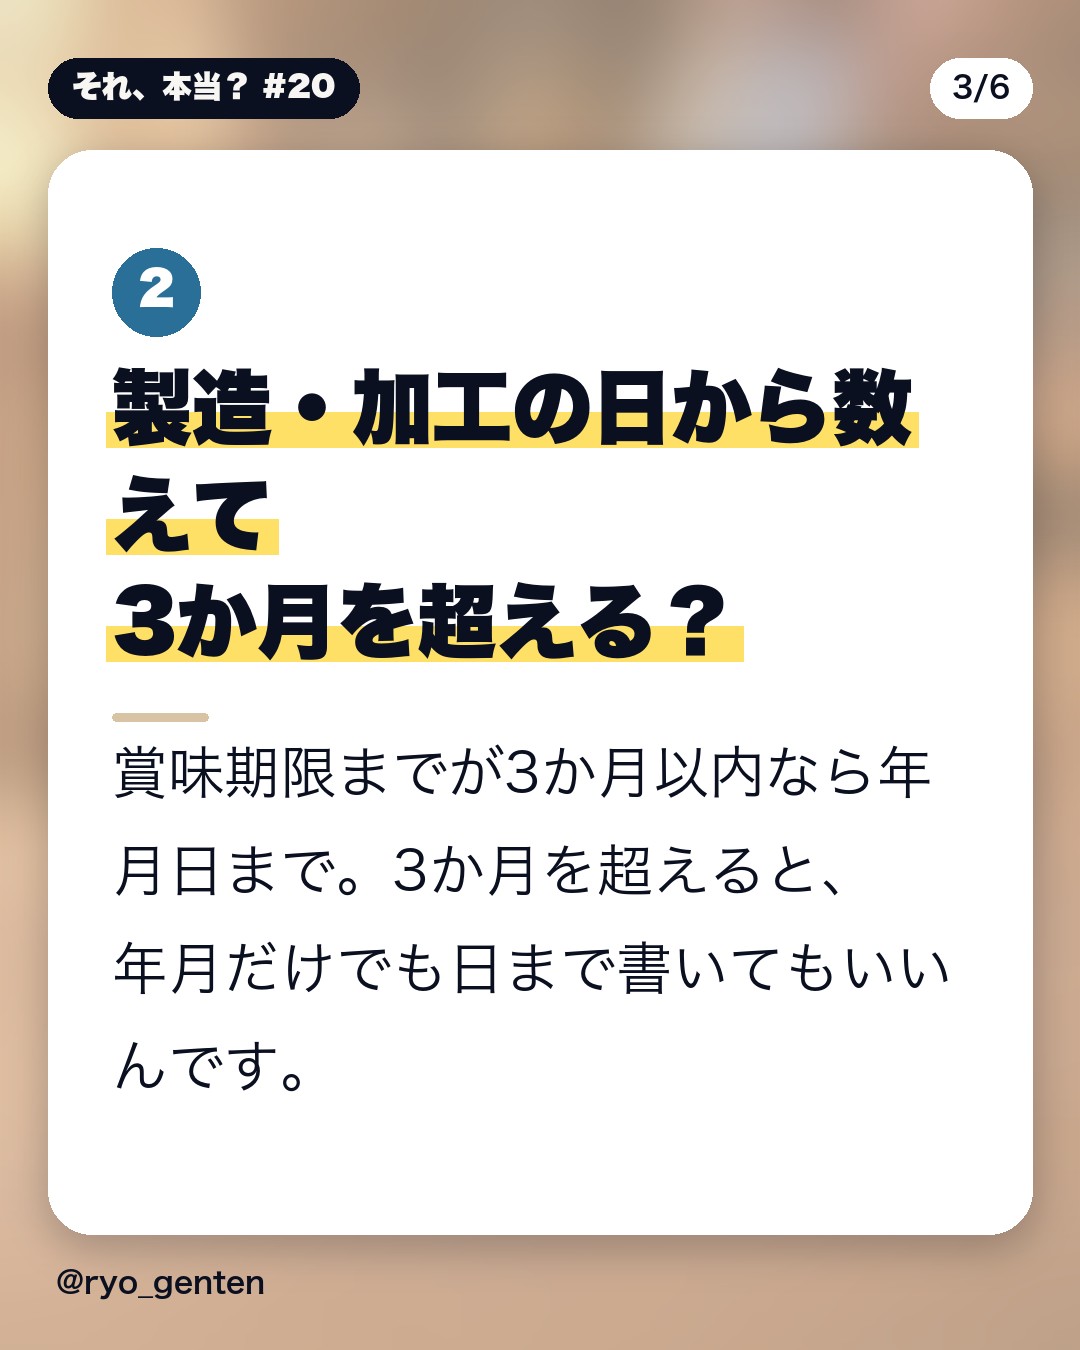 それ、本当？ #20
3/6
2
製造・加工の日から数
えて
3か月を超える？
賞味期限までが3か月以内なら年
月日まで。3か月を超えると、
年月だけでも日まで書いてもいい
んです。
@ryo_genten